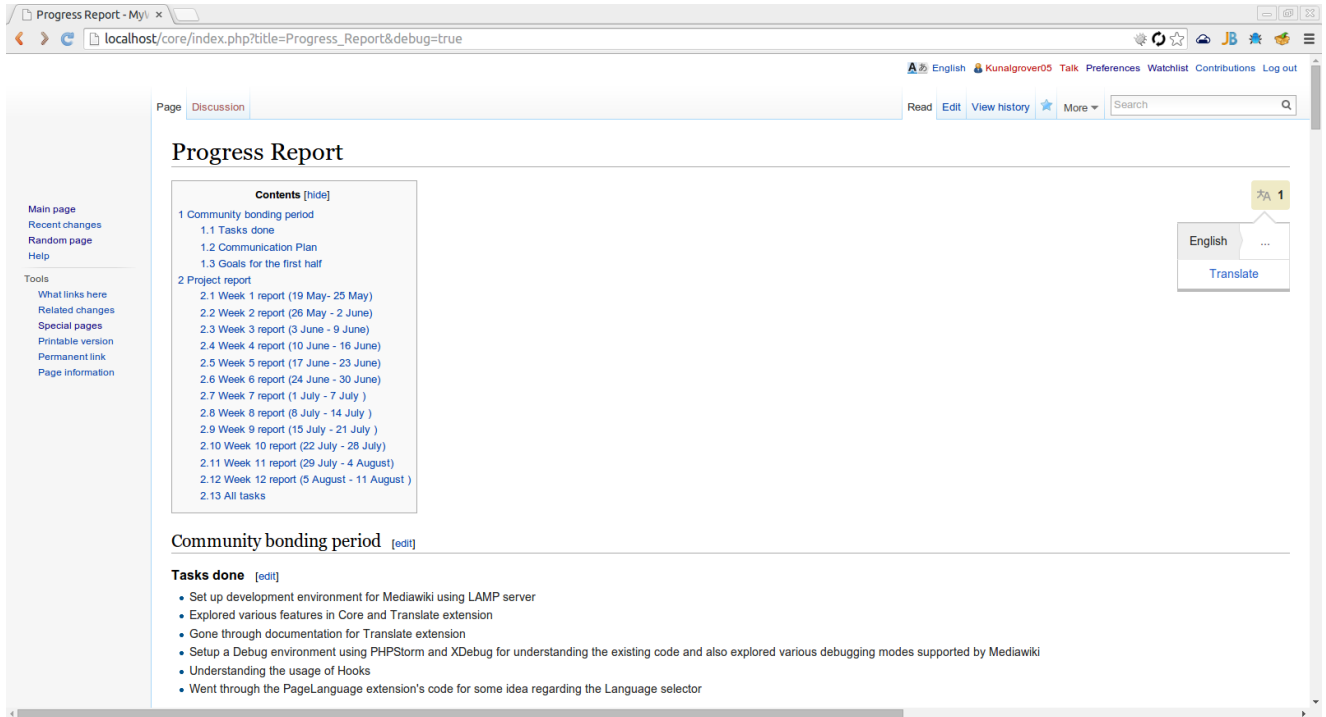 Progress Report - MyW
localhost/core/index.php?title=Progress_Report&debug=true
JB
Aあ English Kunalgrover05 Talk Preferences Watchlist Contributions Log out
Page Discussion Read Edit View history More Search
Progress Report
Main page
Recent changes
Random page
Help
Tools
What links here
Related changes
Special pages
Printable version
Permanent link
Page information
Contents [hide]
1 Community bonding period
1.1 Tasks done
1.2 Communication Plan
1.3 Goals for the first half
2 Project report
2.1 Week 1 report (19 May- 25 May)
2.2 Week 2 report (26 May - 2 June)
2.3 Week 3 report (3 June - 9 June)
2.4 Week 4 report (10 June - 16 June)
2.5 Week 5 report (17 June - 23 June)
2.6 Week 6 report (24 June - 30 June)
2.7 Week 7 report (1 July - 7 July )
2.8 Week 8 report (8 July - 14 July )
2.9 Week 9 report (15 July - 21 July )
2.10 Week 10 report (22 July - 28 July)
2.11 Week 11 report (29 July - 4 August)
2.12 Week 12 report (5 August - 11 August )
2.13 All tasks
文A 1
English ...
Translate
Community bonding period [edit]
Tasks done [edit]
• Set up development environment for Mediawiki using LAMP server
• Explored various features in Core and Translate extension
• Gone through documentation for Translate extension
• Setup a Debug environment using PHPStorm and XDebug for understanding the existing code and also explored various debugging modes supported by Mediawiki
• Understanding the usage of Hooks
• Went through the PageLanguage extension's code for some idea regarding the Language selector